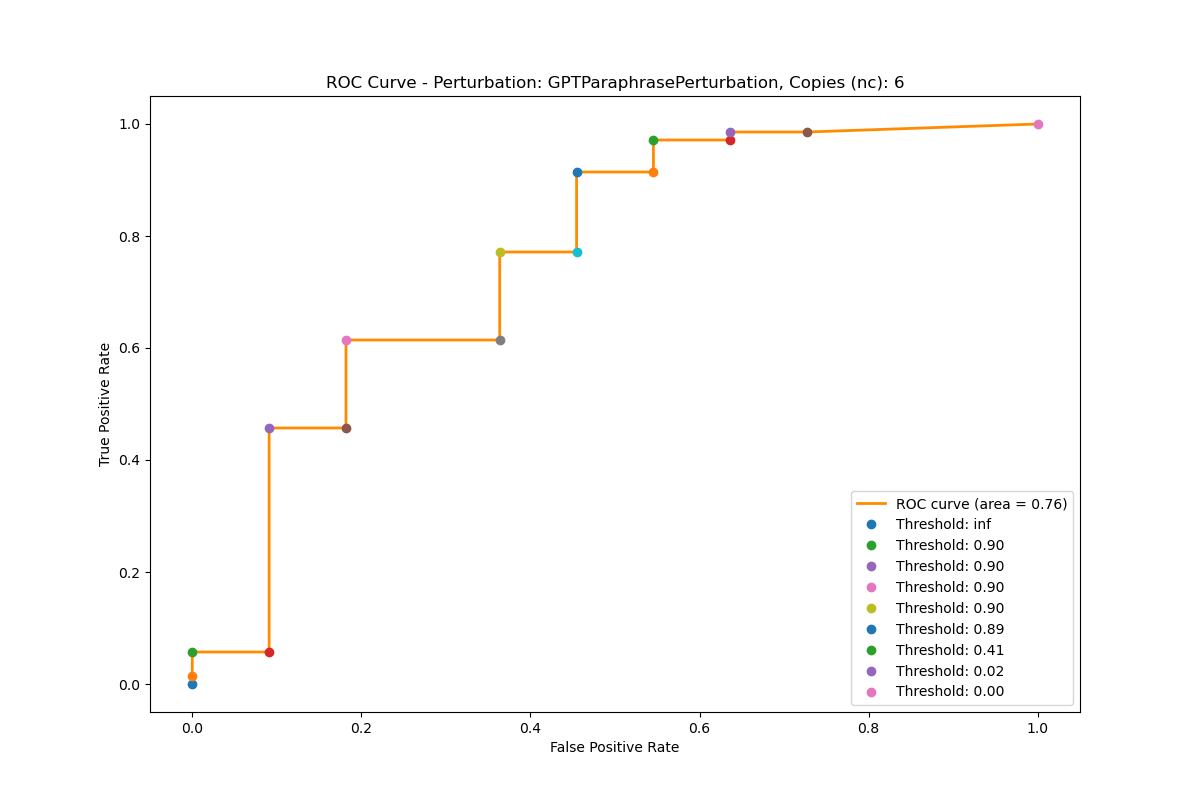 ROC Curve - Perturbation: GPTParaphrasePerturbation, Copies (nc): 6
True Positive Rate
1.0
0.8
0.6
0.4
0.2
0.0
ROC curve (area = 0.76)
Threshold: inf
Threshold: 0.90
Threshold: 0.90
Threshold: 0.90
Threshold: 0.90
Threshold: 0.89
Threshold: 0.41
Threshold: 0.02
Threshold: 0.00
0.0 0.2 0.4 0.6 0.8 1.0
False Positive Rate